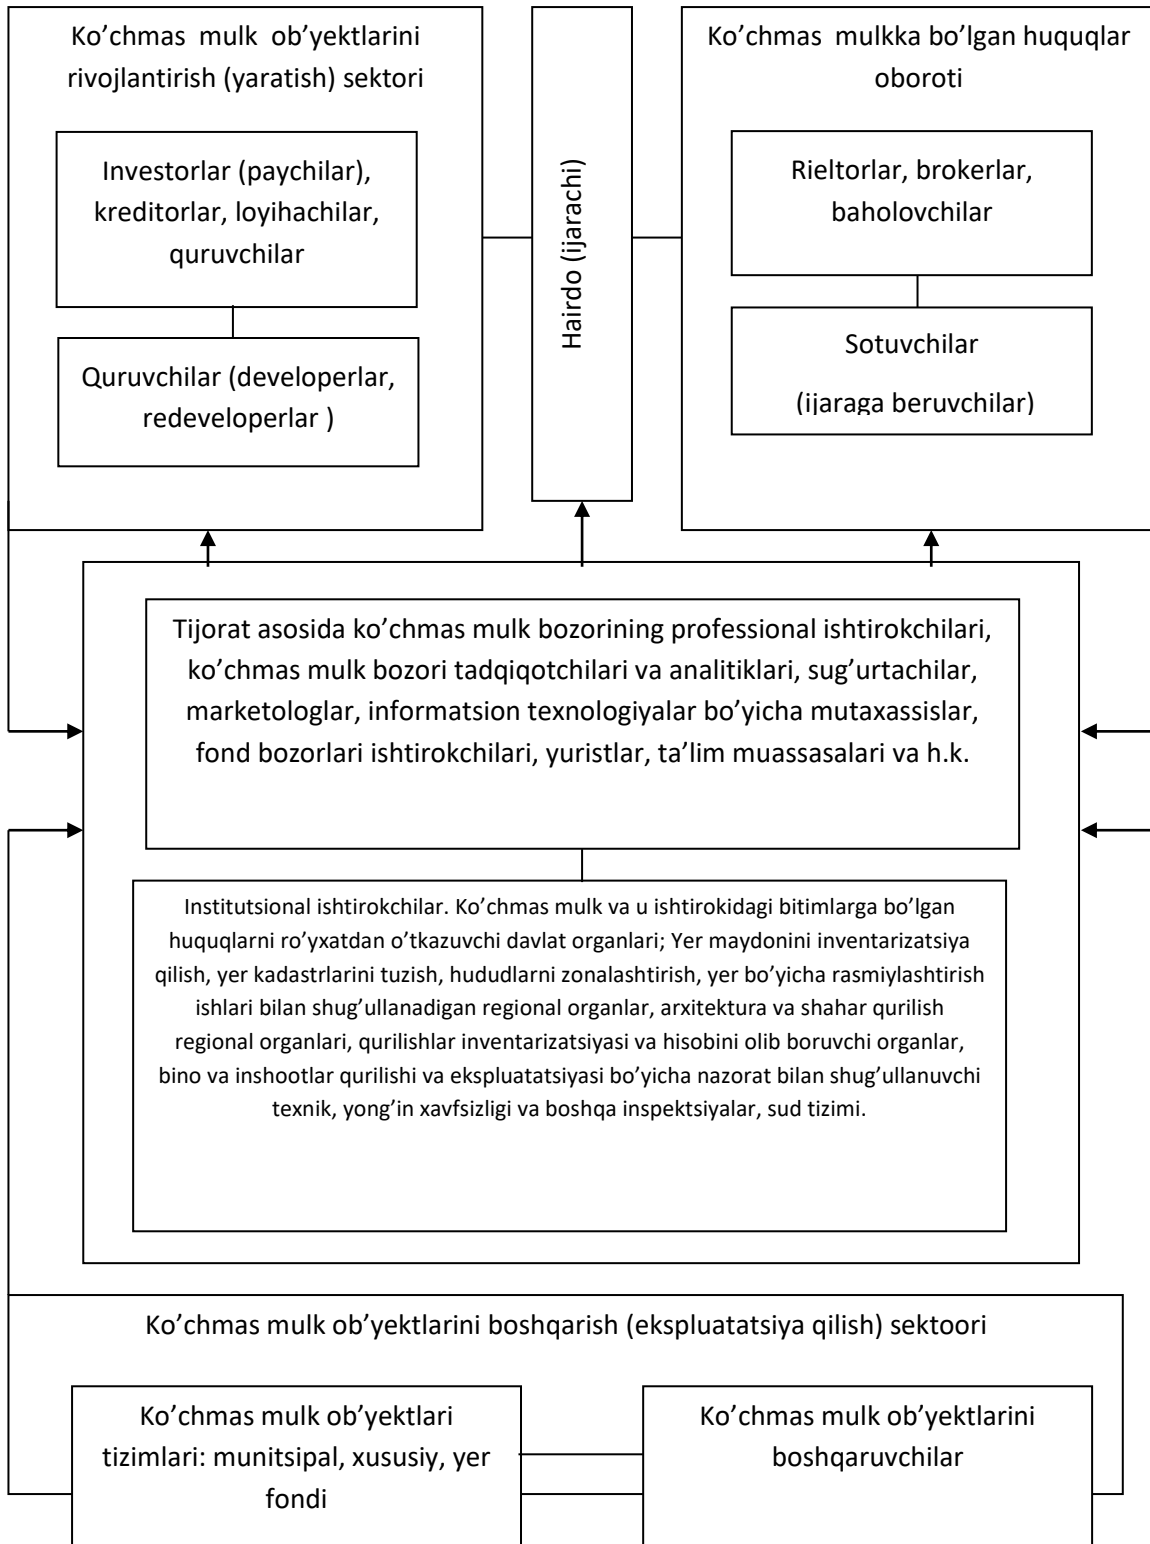 Ko’chmas mulk ob’yektlarini
rivojlantirish (yaratish) sektori
Investorlar (paychilar),
kreditorlar, loyihachilar,
quruvchilar
Quruvchilar (developerlar,
redeveloperlar )
Hairdo (ijarachi)
Ko’chmas mulkka bo’lgan huquqlar
oboroti
Rieltorlar, brokerlar,
baholovchilar
Sotuvchilar
(ijaraga beruvchilar)
Tijorat asosida ko’chmas mulk bozorining professional ishtirokchilari,
ko’chmas mulk bozori tadqiqotchilari va analitiklari, sug’urtachilar,
marketologlar, informatsion texnologiyalar bo’yicha mutaxassislar,
fond bozorlari ishtirokchilari, yuristlar, ta’lim muassasalari va h.k.
Institutsional ishtirokchilar. Ko’chmas mulk va u ishtirokidagi bitimlarga bo’lgan
huquqlarni ro’yxatdan o’tkazuvchi davlat organlari; Yer maydonini inventarizatsiya
qilish, yer kadastrlarini tuzish, hududlarni zonalashtirish, yer bo’yicha rasmiylashtirish
ishlari bilan shug’ullanadigan regional organlar, arxitektura va shahar qurilish
regional organlari, qurilishlar inventarizatsiyasi va hisobini olib boruvchi organlar,
bino va inshootlar qurilishi va ekspluatatsiyasi bo’yicha nazorat bilan shug’ullanuvchi
texnik, yong’in xavfsizligi va boshqa inspektsiyalar, sud tizimi.
Ko’chmas mulk ob’yektlarini boshqarish (ekspluatatsiya qilish) sektoori
Ko’chmas mulk ob’yektlari
tizimlari: munitsipal, xususiy, yer
fondi
Ko’chmas mulk ob’yektlarini
boshqaruvchilar